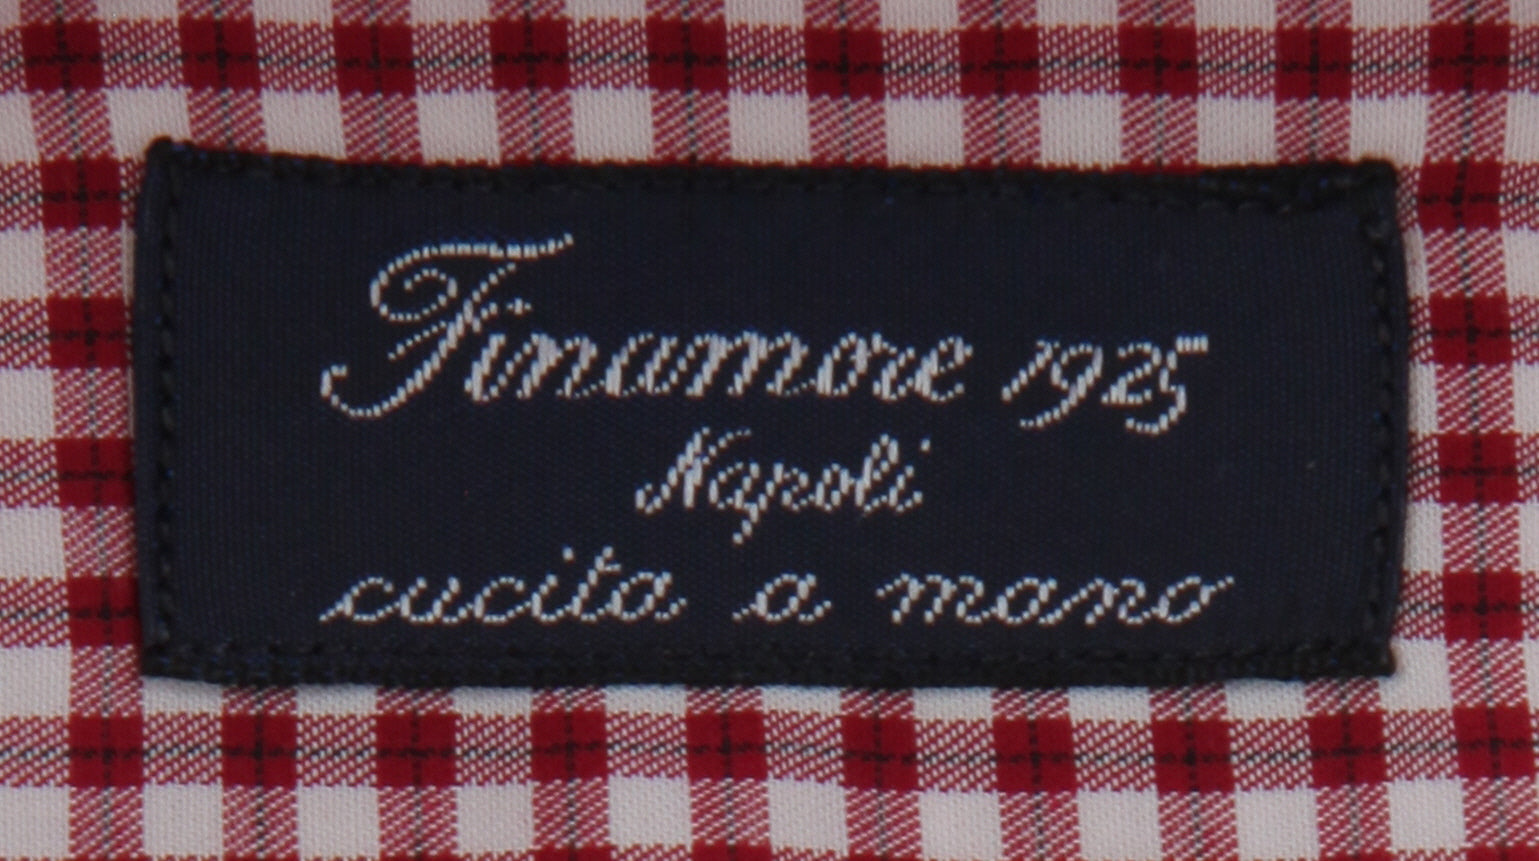 Finamore 1925
Napoli
cucita a mano